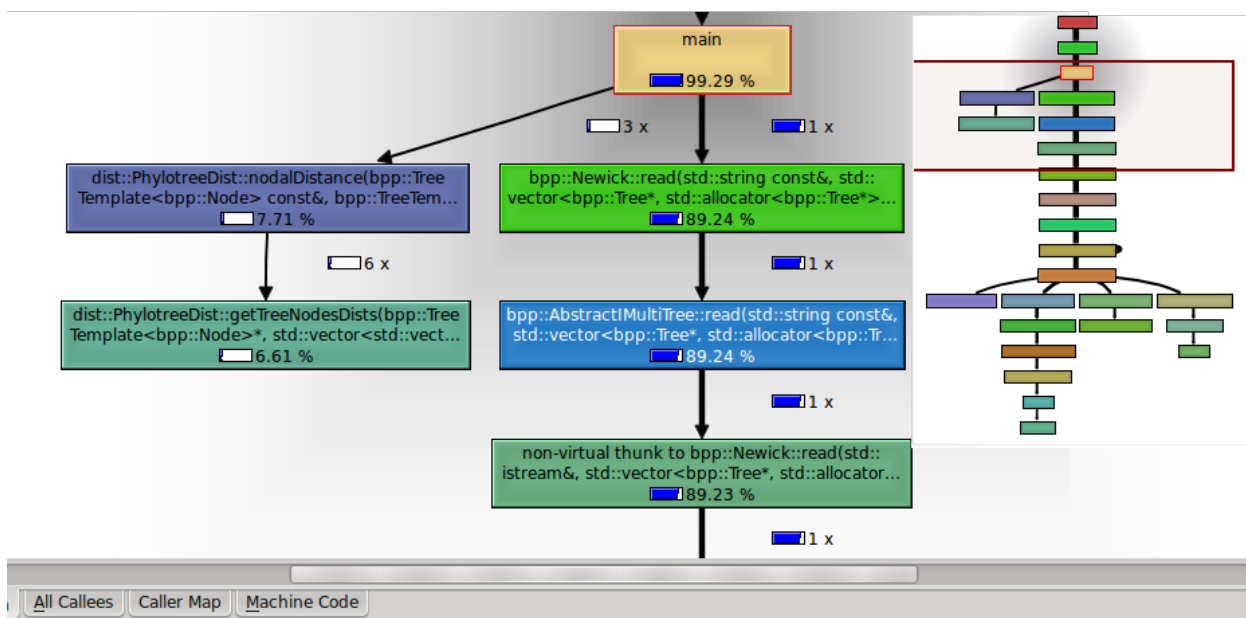 main
99.29 %
3 x
1 x
dist::PhylotreeDist::nodalDistance(bpp::Tree
Template<bpp::Node> const&, bpp::TreeTem...
7.71 %
bpp::Newick::read(std::string const&, std::
vector<bpp::Tree*, std::allocator<bpp::Tree*>...
89.24 %
6 x
1 x
dist::PhylotreeDist::getTreeNodesDists(bpp::Tree
Template<bpp::Node>*, std::vector<std::vect...
6.61 %
bpp::AbstractIMultiTree::read(std::string const&,
std::vector<bpp::Tree*, std::allocator<bpp::Tr...
89.24 %
1 x
non-virtual thunk to bpp::Newick::read(std::
istream&, std::vector<bpp::Tree*, std::allocator...
89.23 %
1 x
All Callees
Caller Map
Machine Code